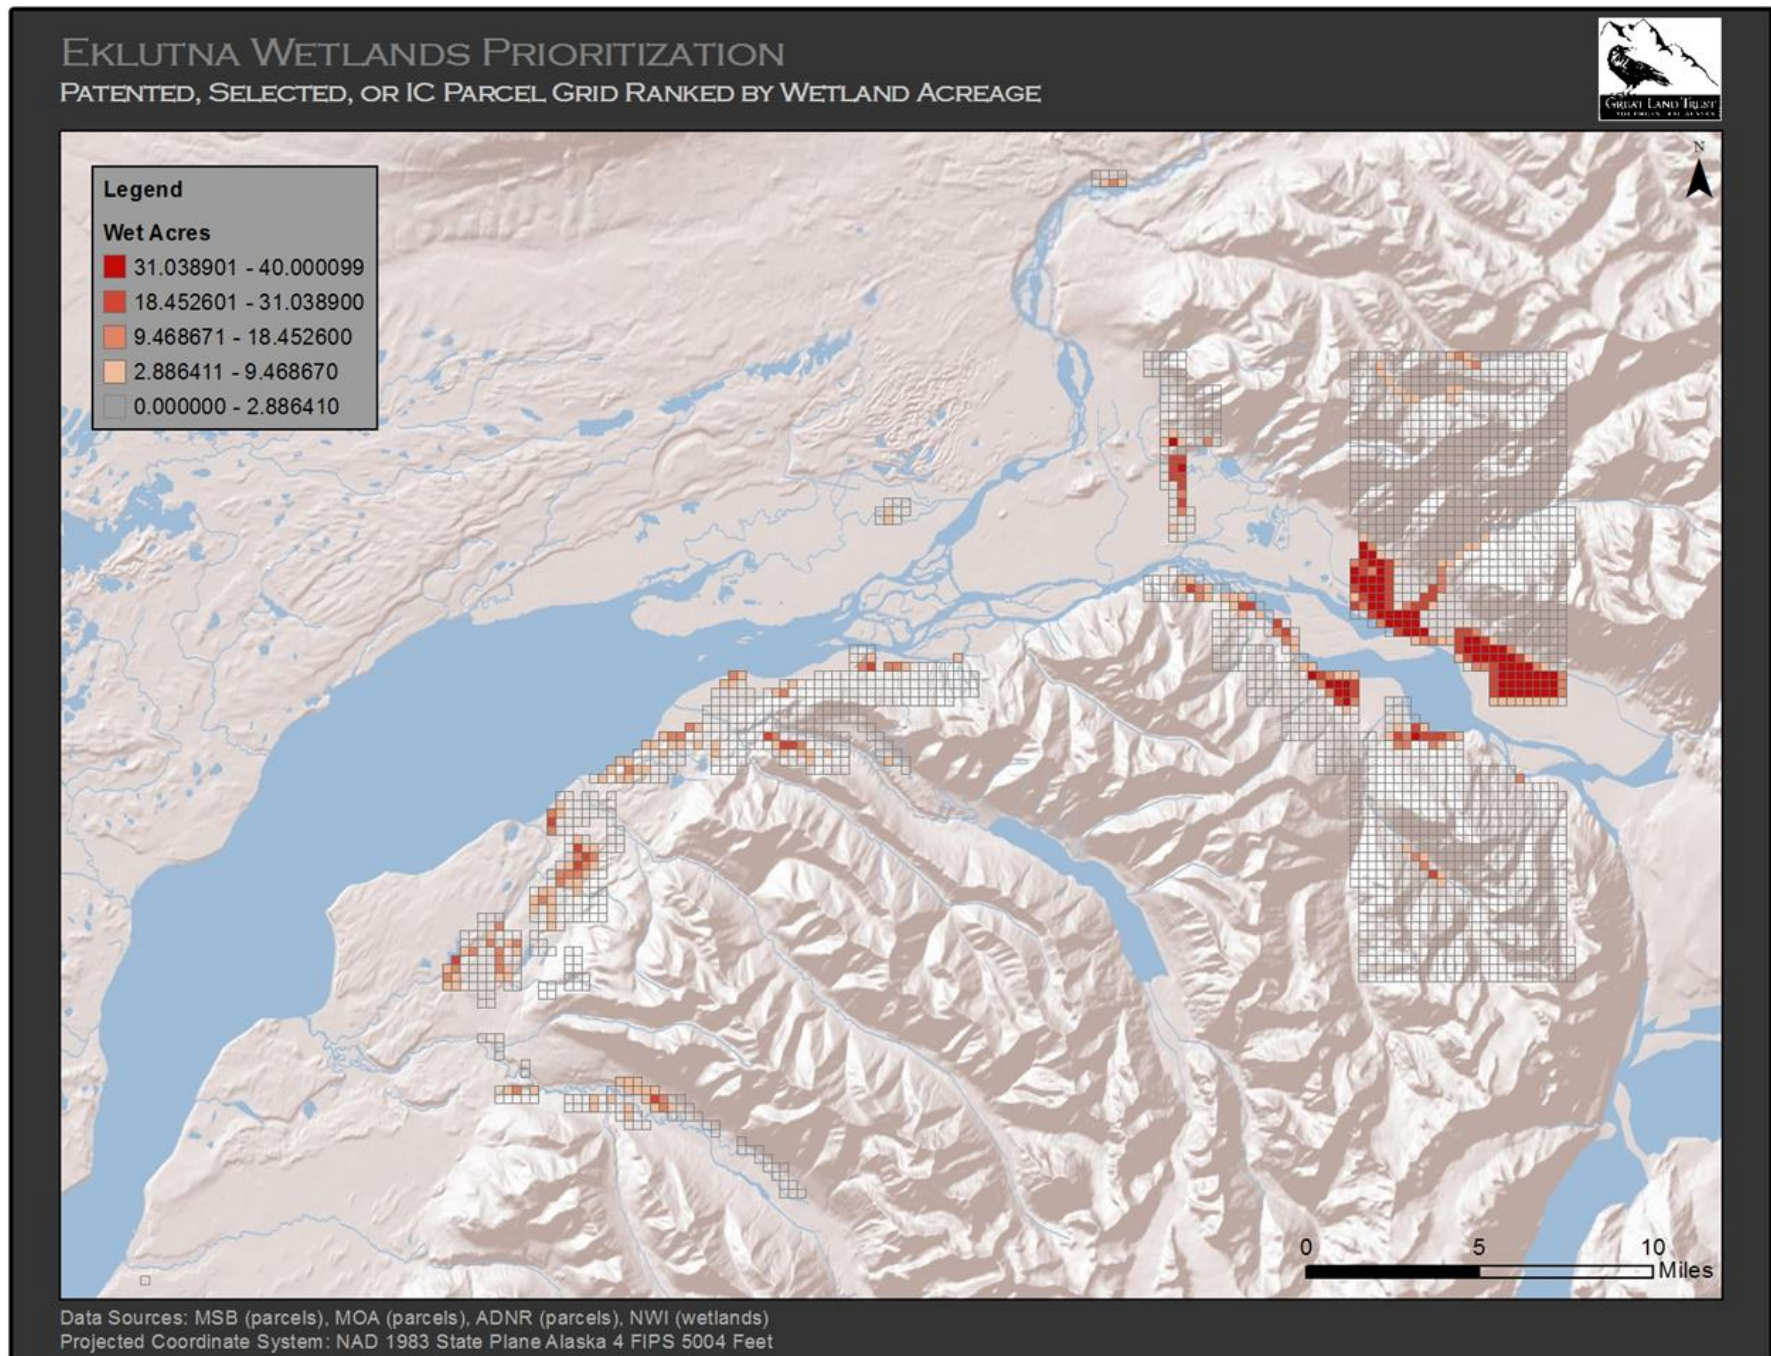 EKLUTNA WETLANDS PRIORITIZATION
PATENTED, SELECTED, OR IC PARCEL GRID RANKED BY WETLAND ACREAGE
GREAT LAND TRUST
N
Legend
Wet Acres
31.038901 - 40.000099
18.452601 - 31.038900
9.468671 - 18.452600
2.886411 - 9.468670
0.000000 - 2.886410
0 5 10
Miles
Data Sources: MSB (parcels), MOA (parcels), ADNR (parcels), NWI (wetlands)
Projected Coordinate System: NAD 1983 State Plane Alaska 4 FIPS 5004 Feet